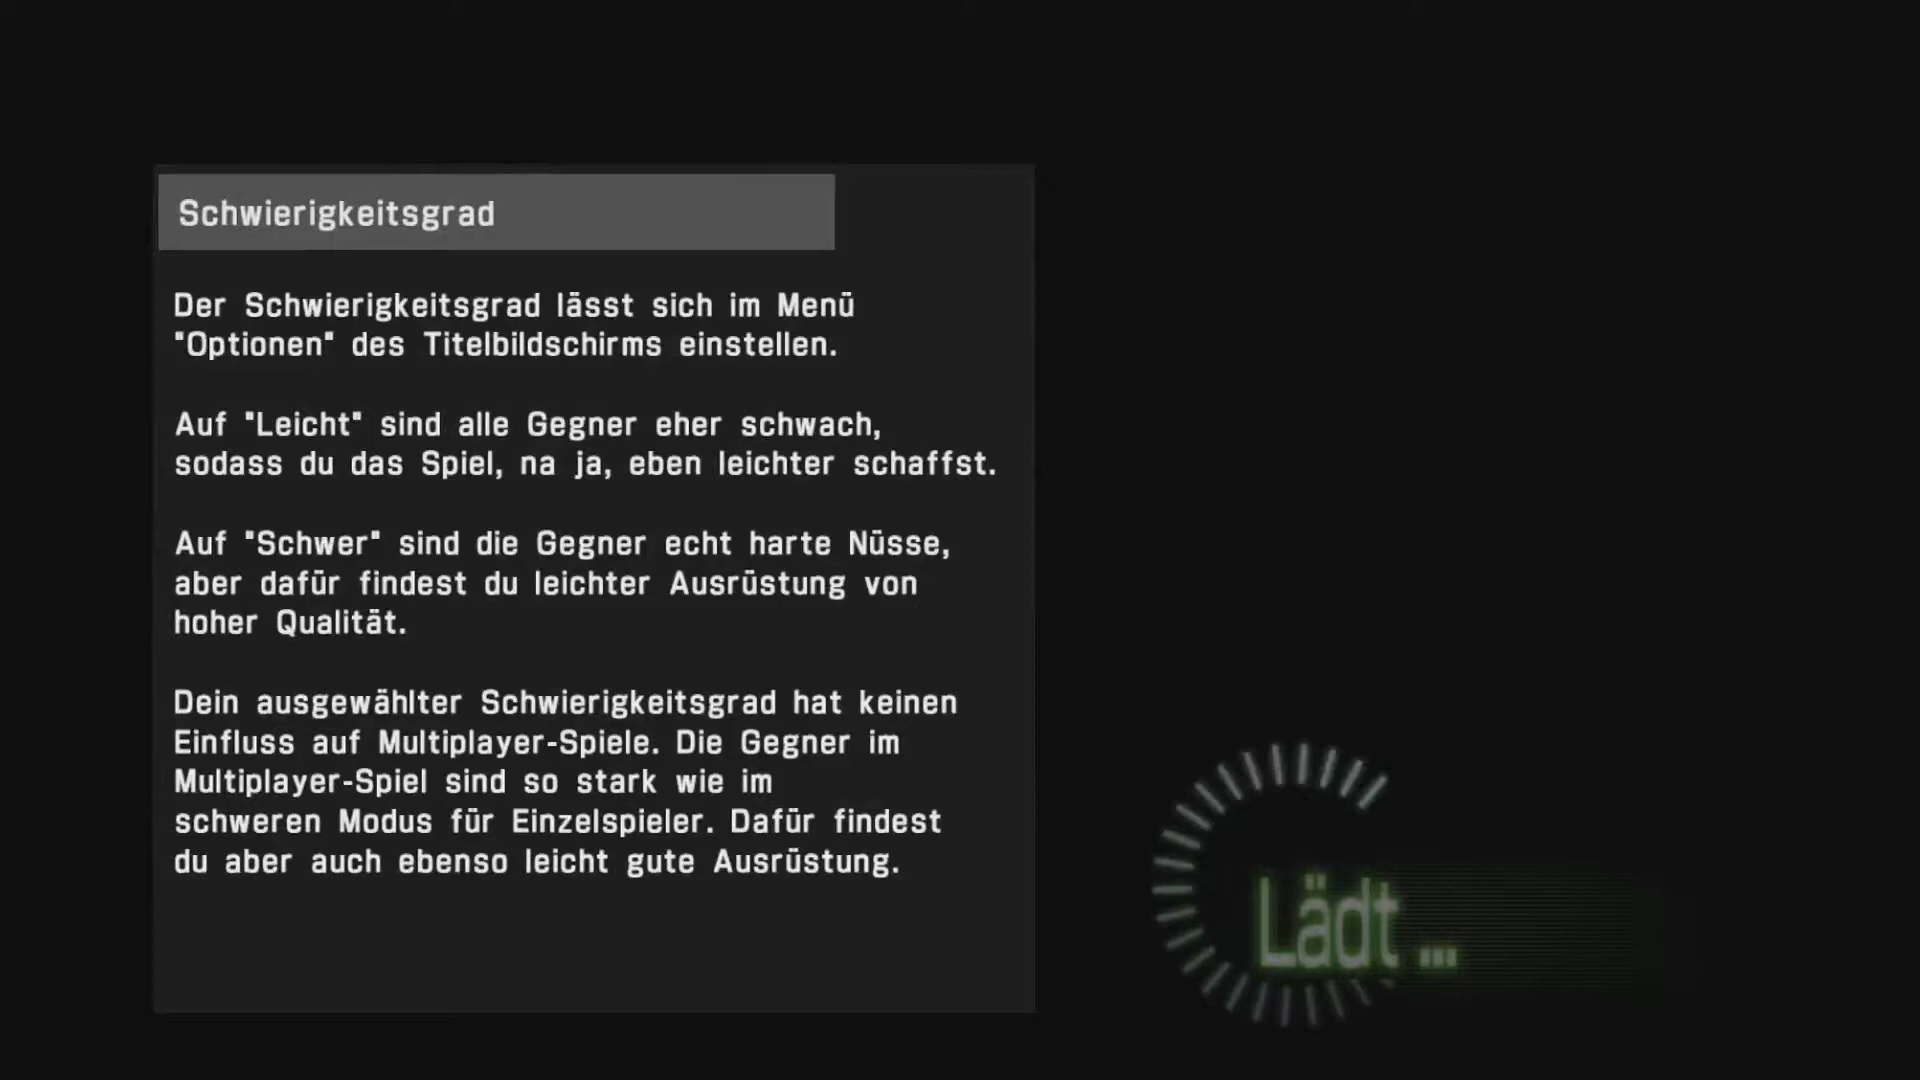 Schwierigkeitsgrad
Der Schwierigkeitsgrad lässt sich im Menü
"Optionen" des Titelbildschirms einstellen.
Auf "Leicht" sind alle Gegner eher schwach,
sodass du das Spiel, na ja, eben leichter schaffst.
Auf "Schwer" sind die Gegner echt harte Nüsse,
aber dafür findest du leichter Ausrüstung von
hoher Qualität.
Dein ausgewählter Schwierigkeitsgrad hat keinen
Einfluss auf Multiplayer-Spiele. Die Gegner im
Multiplayer-Spiel sind so stark wie im
schweren Modus für Einzelspieler. Dafür findest
du aber auch ebenso leicht gute Ausrüstung.
Lädt ...